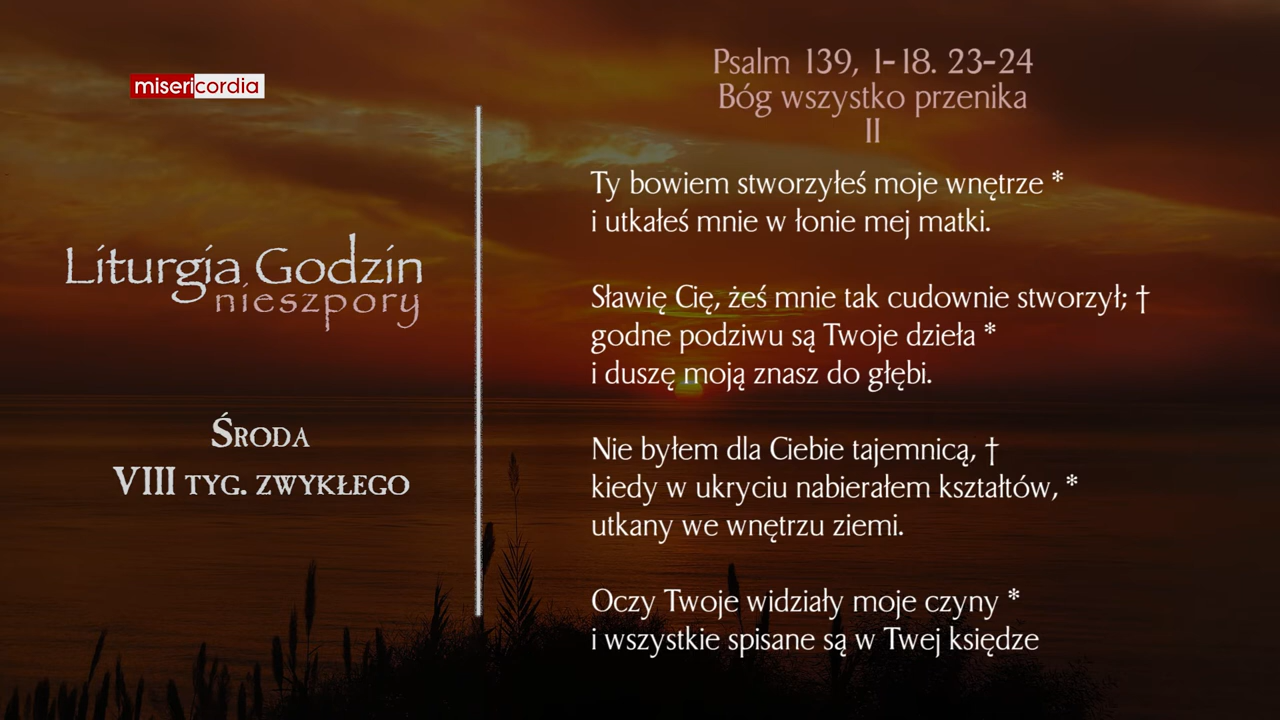 misericordia
Liturgia Godzin
nieszpory
Środa
VIII tyg. zwykłego
Psalm 139, 1-18. 23-24
Bóg wszystko przenika
II
Ty bowiem stworzyłeś moje wnętrze *
i utkałeś mnie w łonie mej matki.
Sławię Cię, żeś mnie tak cudownie stworzył; †
godne podziwu są Twoje dzieła *
i duszę moją znasz do głębi.
Nie byłem dla Ciebie tajemnicą, †
kiedy w ukryciu nabierałem kształtów, *
utkany we wnętrzu ziemi.
Oczy Twoje widziały moje czyny *
i wszystkie spisane są w Twej księdze